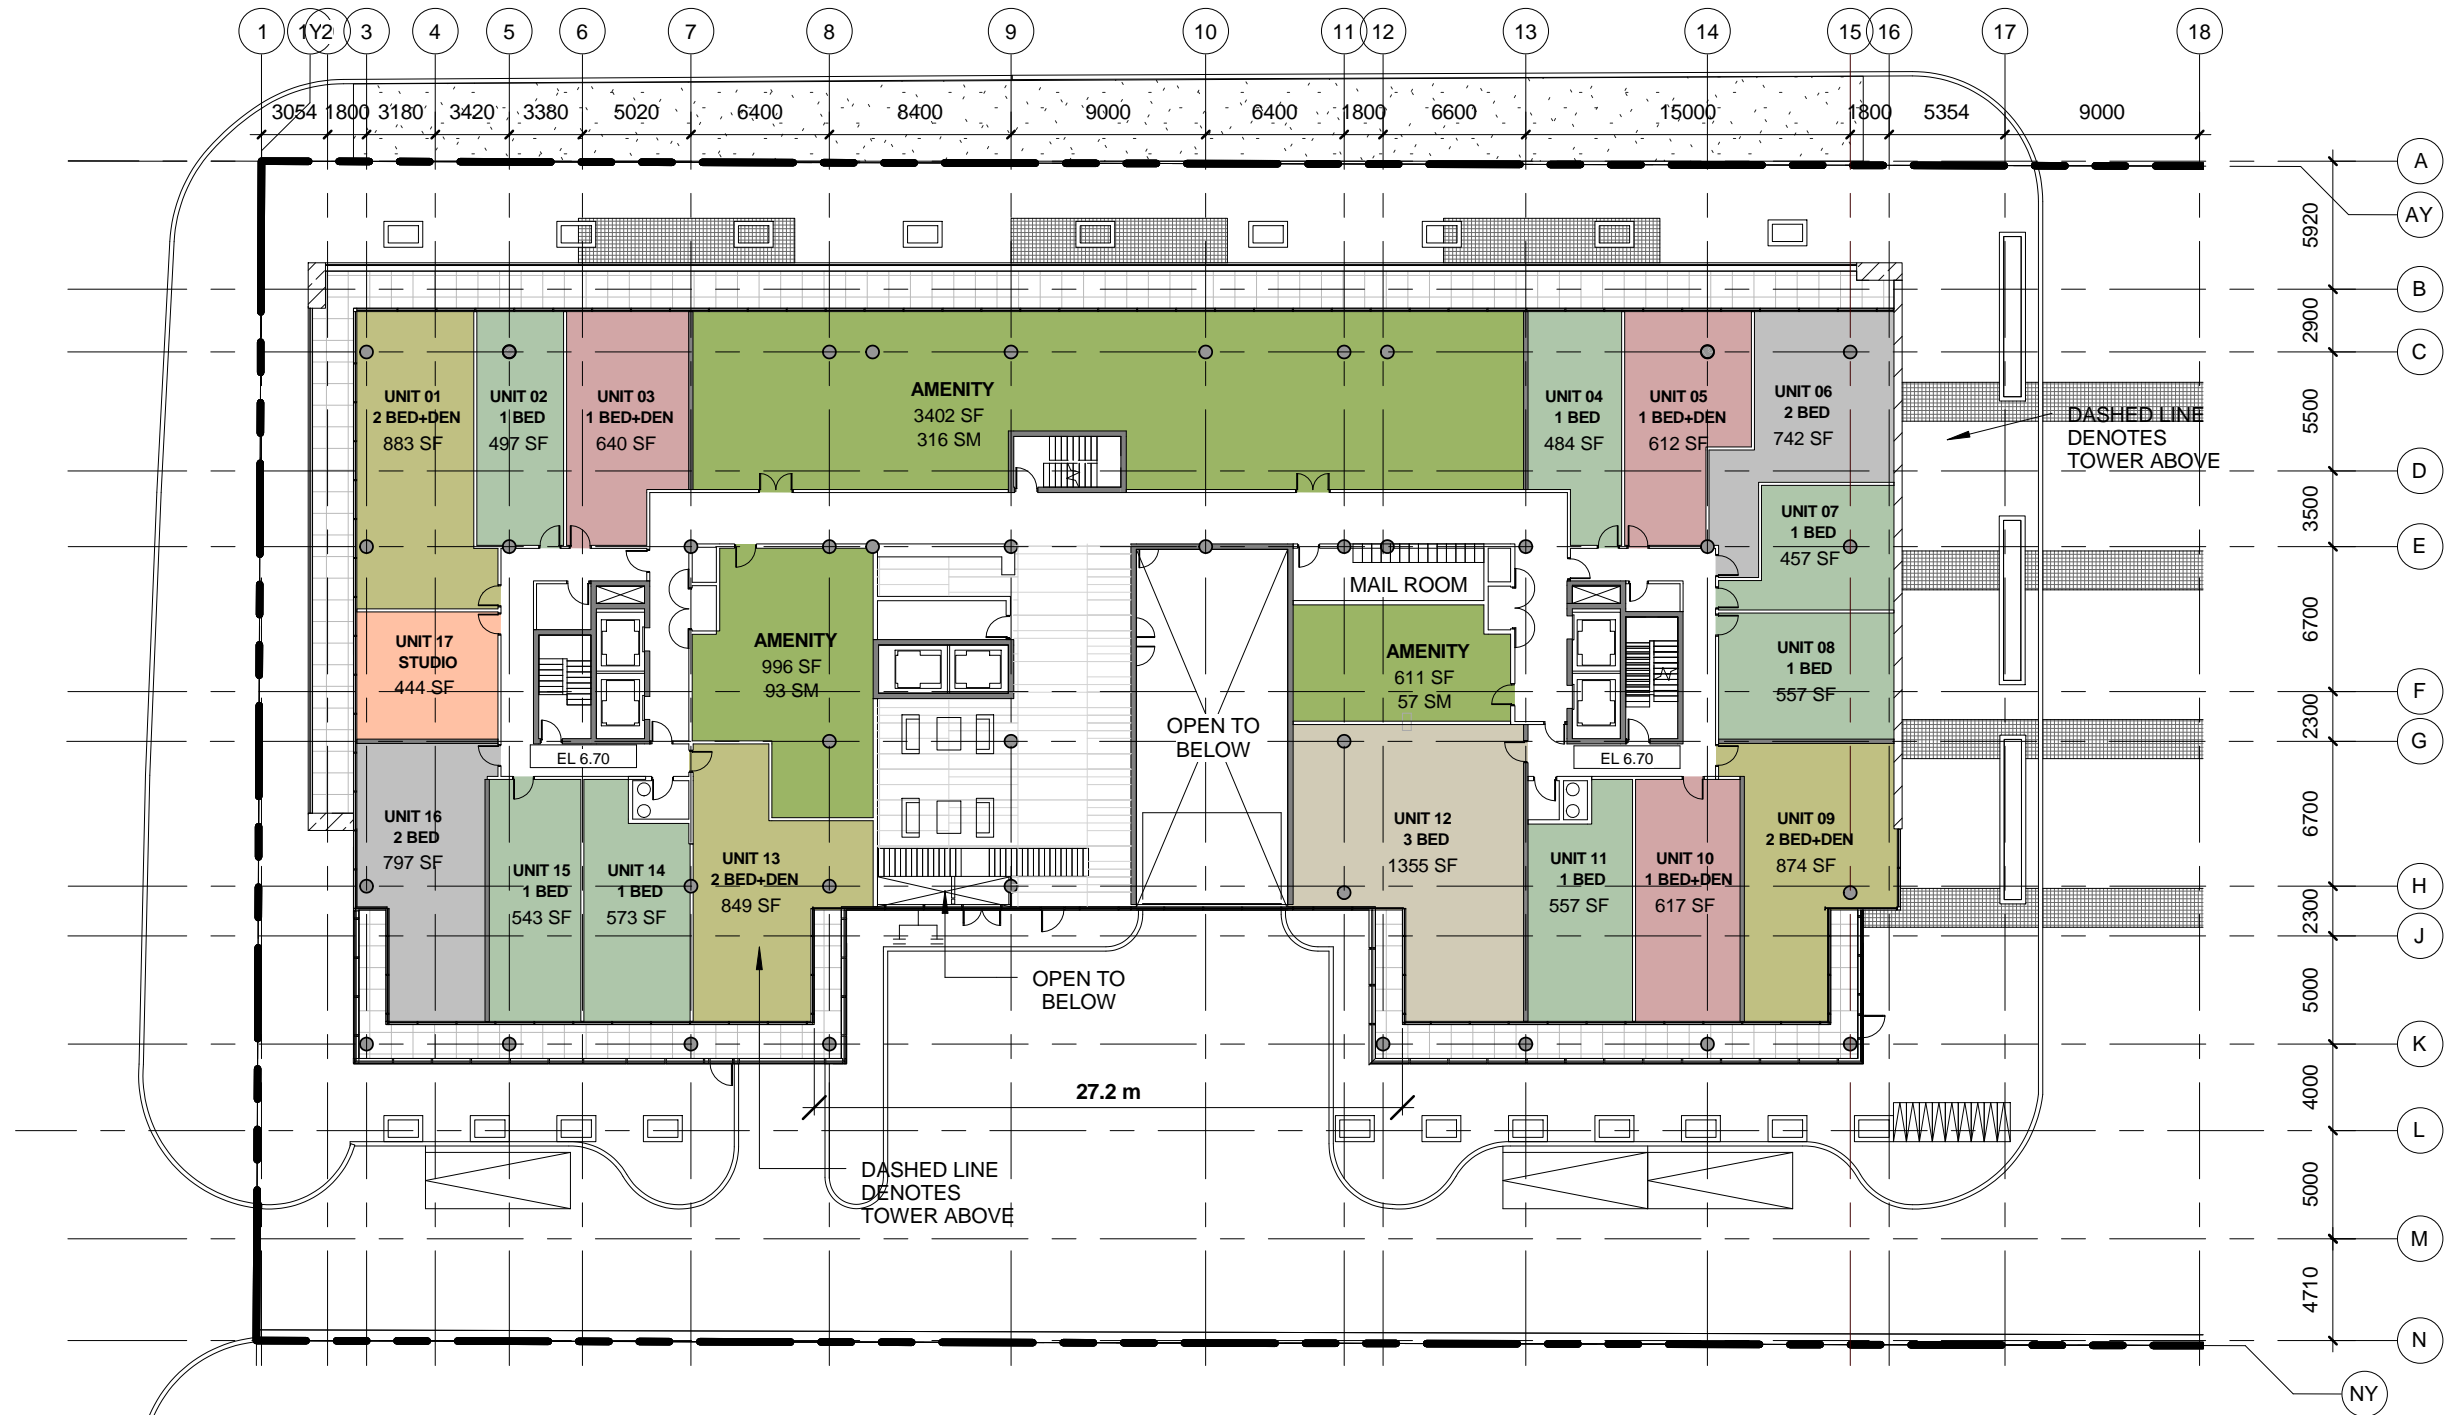 1 1Y 2 3 4 5 6 7 8 9 10 11 12 13 14 15 16 17 18
3054 1800 3180 3420 3380 5020 6400 8400 9000 6400 1800 6600 15000 1800 5354 9000
A
AY
5920
B
2900
C
5500
D
3500
E
6700
F
2300
G
6700
H
2300
J
5000
K
4000
L
5000
M
4710
N
NY
UNIT 01
2 BED+DEN
883 SF
UNIT 02
1 BED
497 SF
UNIT 03
1 BED+DEN
640 SF
AMENITY
3402 SF
316 SM
UNIT 04
1 BED
484 SF
UNIT 05
1 BED+DEN
612 SF
UNIT 06
2 BED
742 SF
DASHED LINE
DENOTES
TOWER ABOVE
UNIT 07
1 BED
457 SF
MAIL ROOM
UNIT 17
STUDIO
444 SF
AMENITY
996 SF
93 SM
AMENITY
611 SF
57 SM
UNIT 08
1 BED
557 SF
OPEN TO
BELOW
EL 6.70
EL 6.70
UNIT 16
2 BED
797 SF
UNIT 15
1 BED
543 SF
UNIT 14
1 BED
573 SF
UNIT 13
2 BED+DEN
849 SF
UNIT 12
3 BED
1355 SF
UNIT 11
1 BED
557 SF
UNIT 10
1 BED+DEN
617 SF
UNIT 09
2 BED+DEN
874 SF
OPEN TO
BELOW
27.2 m
DASHED LINE
DENOTES
TOWER ABOVE